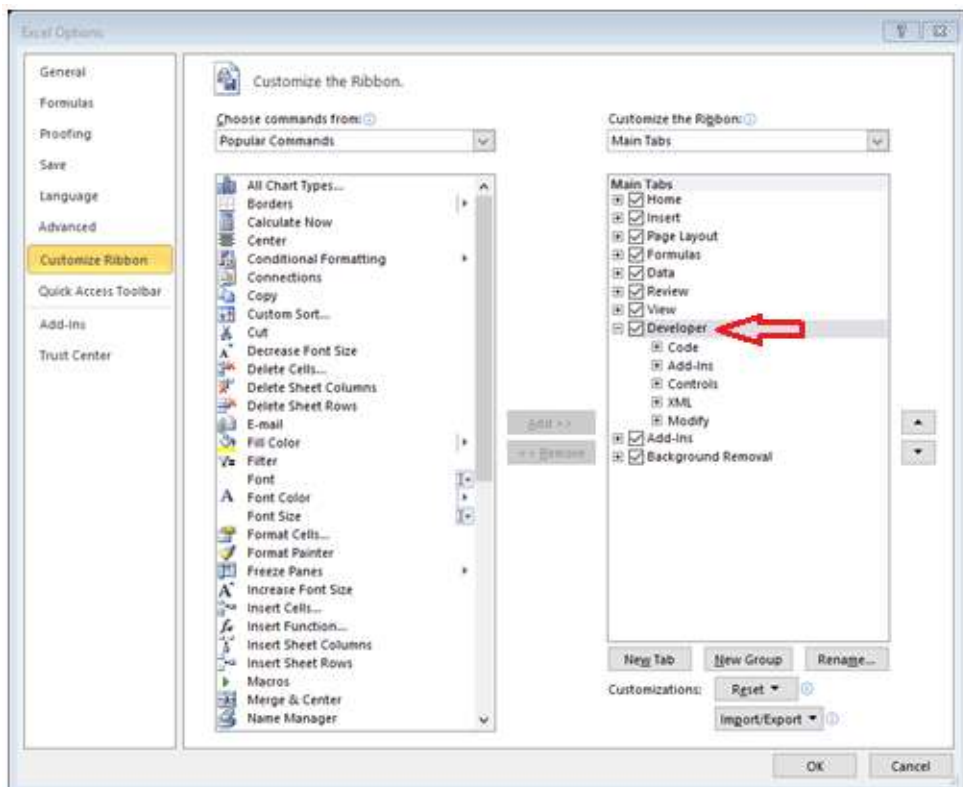 Excel Options
General
Formulas
Proofing
Save
Language
Advanced
Customize Ribbon
Quick Access Toolbar
Add-Ins
Trust Center
Customize the Ribbon.
Choose commands from:
Popular Commands
All Chart Types...
Borders
Calculate Now
Center
Conditional Formatting
Connections
Copy
Custom Sort...
Cut
Decrease Font Size
Delete Cells...
Delete Sheet Columns
Delete Sheet Rows
E-mail
Fill Color
Filter
Font
Font Color
Font Size
Format Cells...
Format Painter
Freeze Panes
Increase Font Size
Insert Cells...
Insert Function...
Insert Sheet Columns
Insert Sheet Rows
Macros
Merge & Center
Name Manager
Add >>
<< Remove
Customize the Ribbon:
Main Tabs
Main Tabs
Home
Insert
Page Layout
Formulas
Data
Review
View
Developer
Code
Add-Ins
Controls
XML
Modify
Add-Ins
Background Removal
New Tab New Group Rename...
Customizations: Reset
Import/Export
OK Cancel